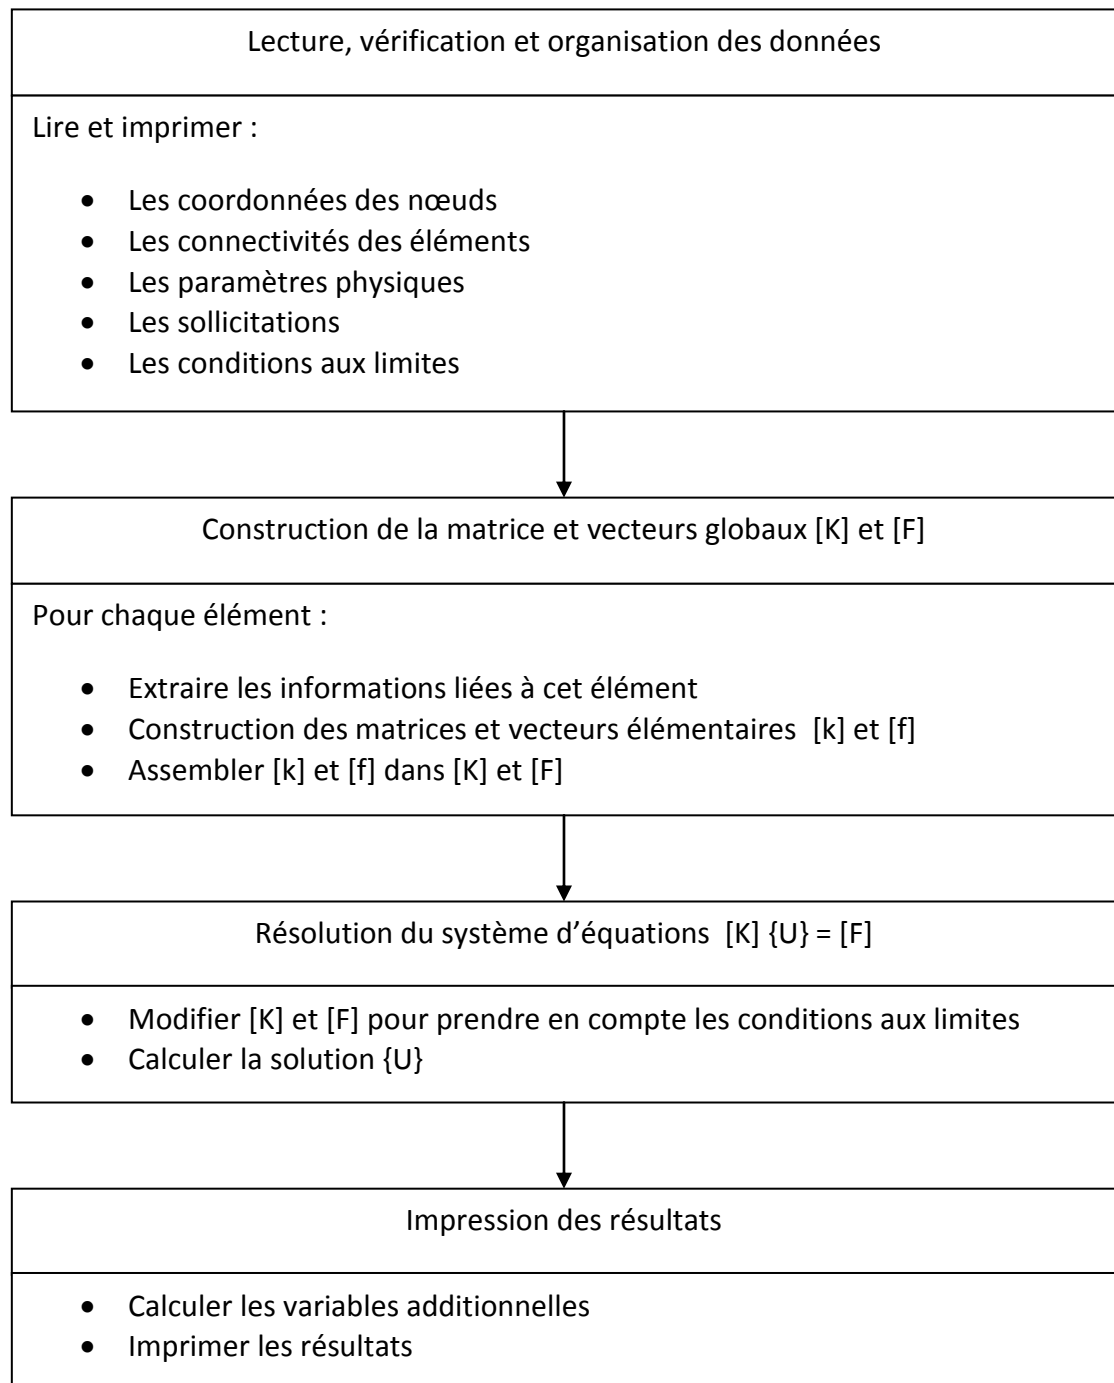 Lecture, vérification et organisation des données
Lire et imprimer :
• Les coordonnées des nœuds
• Les connectivités des éléments
• Les paramètres physiques
• Les sollicitations
• Les conditions aux limites
Construction de la matrice et vecteurs globaux [K] et [F]
Pour chaque élément :
• Extraire les informations liées à cet élément
• Construction des matrices et vecteurs élémentaires  [k] et [f]
• Assembler [k] et [f] dans [K] et [F]
Résolution du système d’équations  [K] {U} = [F]
• Modifier [K] et [F] pour prendre en compte les conditions aux limites
• Calculer la solution {U}
Impression des résultats
• Calculer les variables additionnelles
• Imprimer les résultats